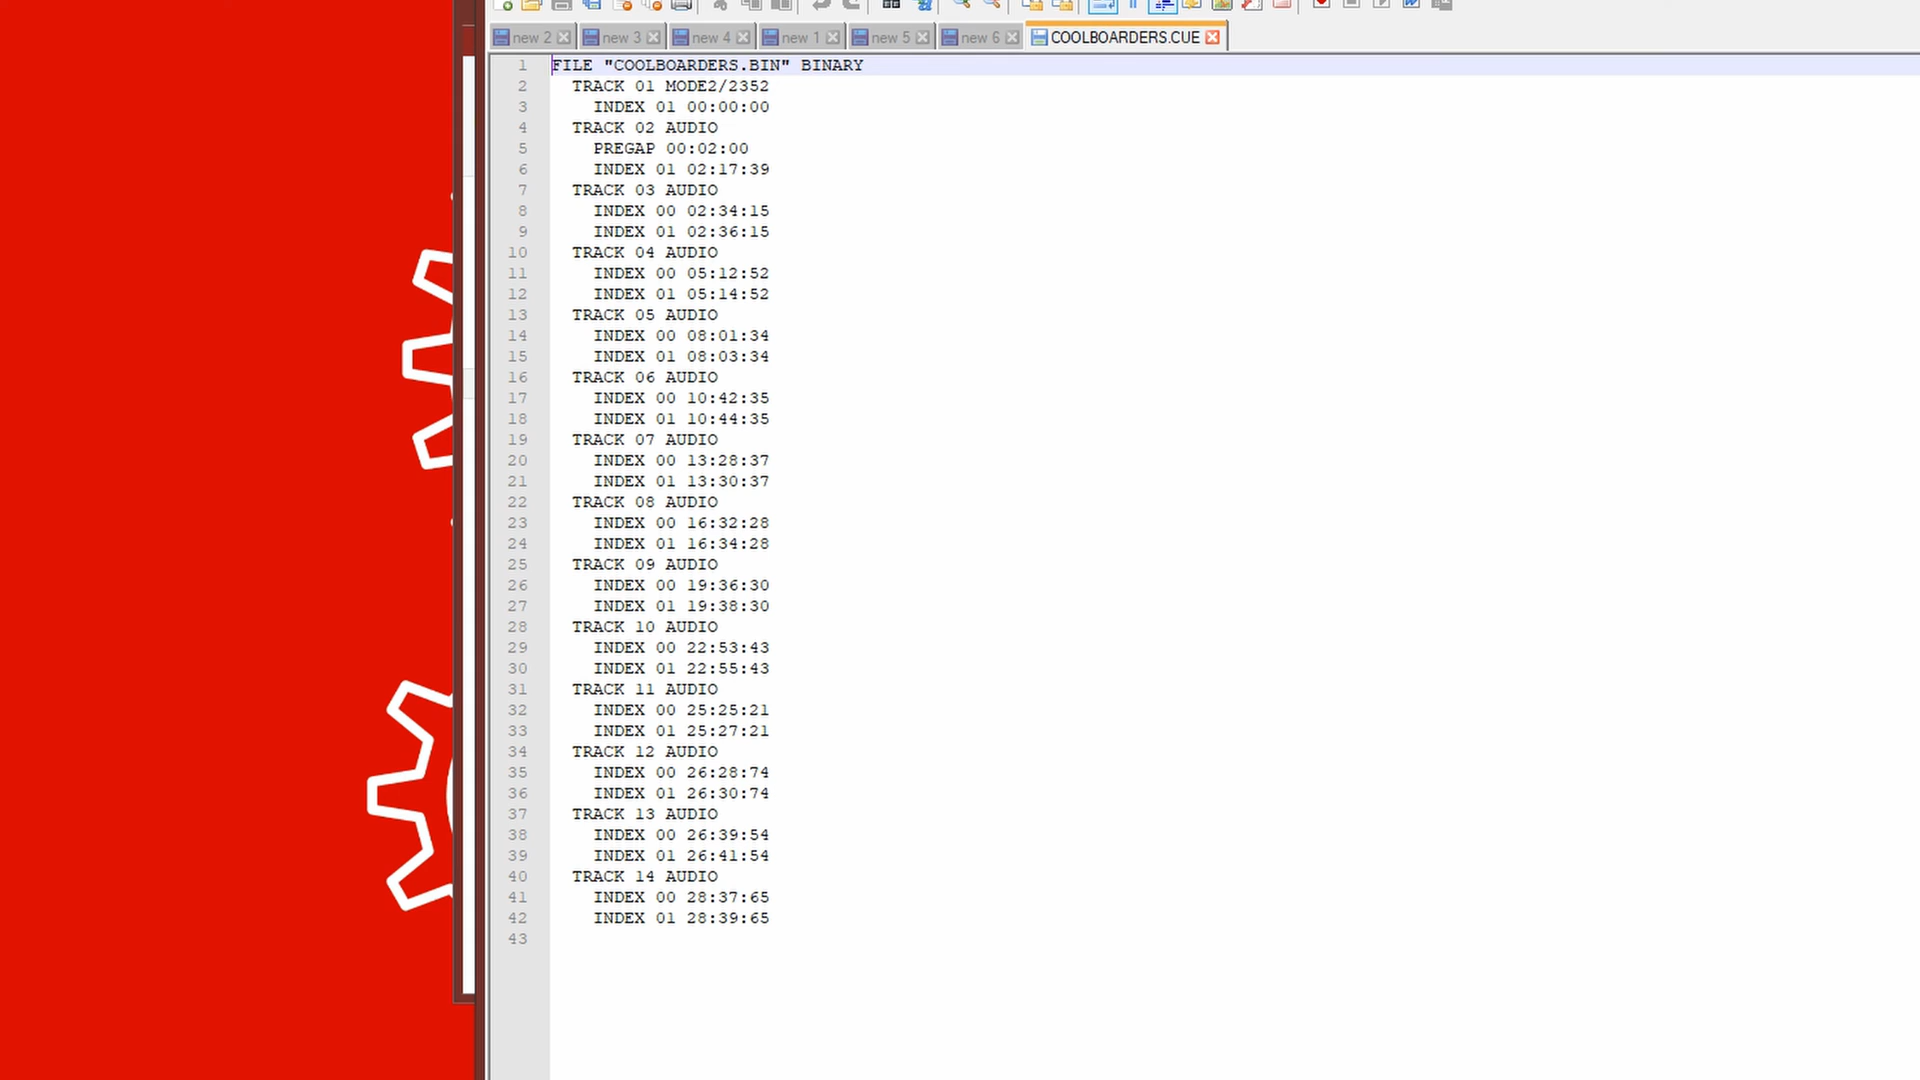 new 2 new 3 new 4 new 1 new 5 new 6 COOLBOARDERS.CUE
1 FILE "COOLBOARDERS.BIN" BINARY
2 TRACK 01 MODE2/2352
3 INDEX 01 00:00:00
4 TRACK 02 AUDIO
5 PREGAP 00:02:00
6 INDEX 01 02:17:39
7 TRACK 03 AUDIO
8 INDEX 00 02:34:15
9 INDEX 01 02:36:15
10 TRACK 04 AUDIO
11 INDEX 00 05:12:52
12 INDEX 01 05:14:52
13 TRACK 05 AUDIO
14 INDEX 00 08:01:34
15 INDEX 01 08:03:34
16 TRACK 06 AUDIO
17 INDEX 00 10:42:35
18 INDEX 01 10:44:35
19 TRACK 07 AUDIO
20 INDEX 00 13:28:37
21 INDEX 01 13:30:37
22 TRACK 08 AUDIO
23 INDEX 00 16:32:28
24 INDEX 01 16:34:28
25 TRACK 09 AUDIO
26 INDEX 00 19:36:30
27 INDEX 01 19:38:30
28 TRACK 10 AUDIO
29 INDEX 00 22:53:43
30 INDEX 01 22:55:43
31 TRACK 11 AUDIO
32 INDEX 00 25:25:21
33 INDEX 01 25:27:21
34 TRACK 12 AUDIO
35 INDEX 00 26:28:74
36 INDEX 01 26:30:74
37 TRACK 13 AUDIO
38 INDEX 00 26:39:54
39 INDEX 01 26:41:54
40 TRACK 14 AUDIO
41 INDEX 00 28:37:65
42 INDEX 01 28:39:65
43